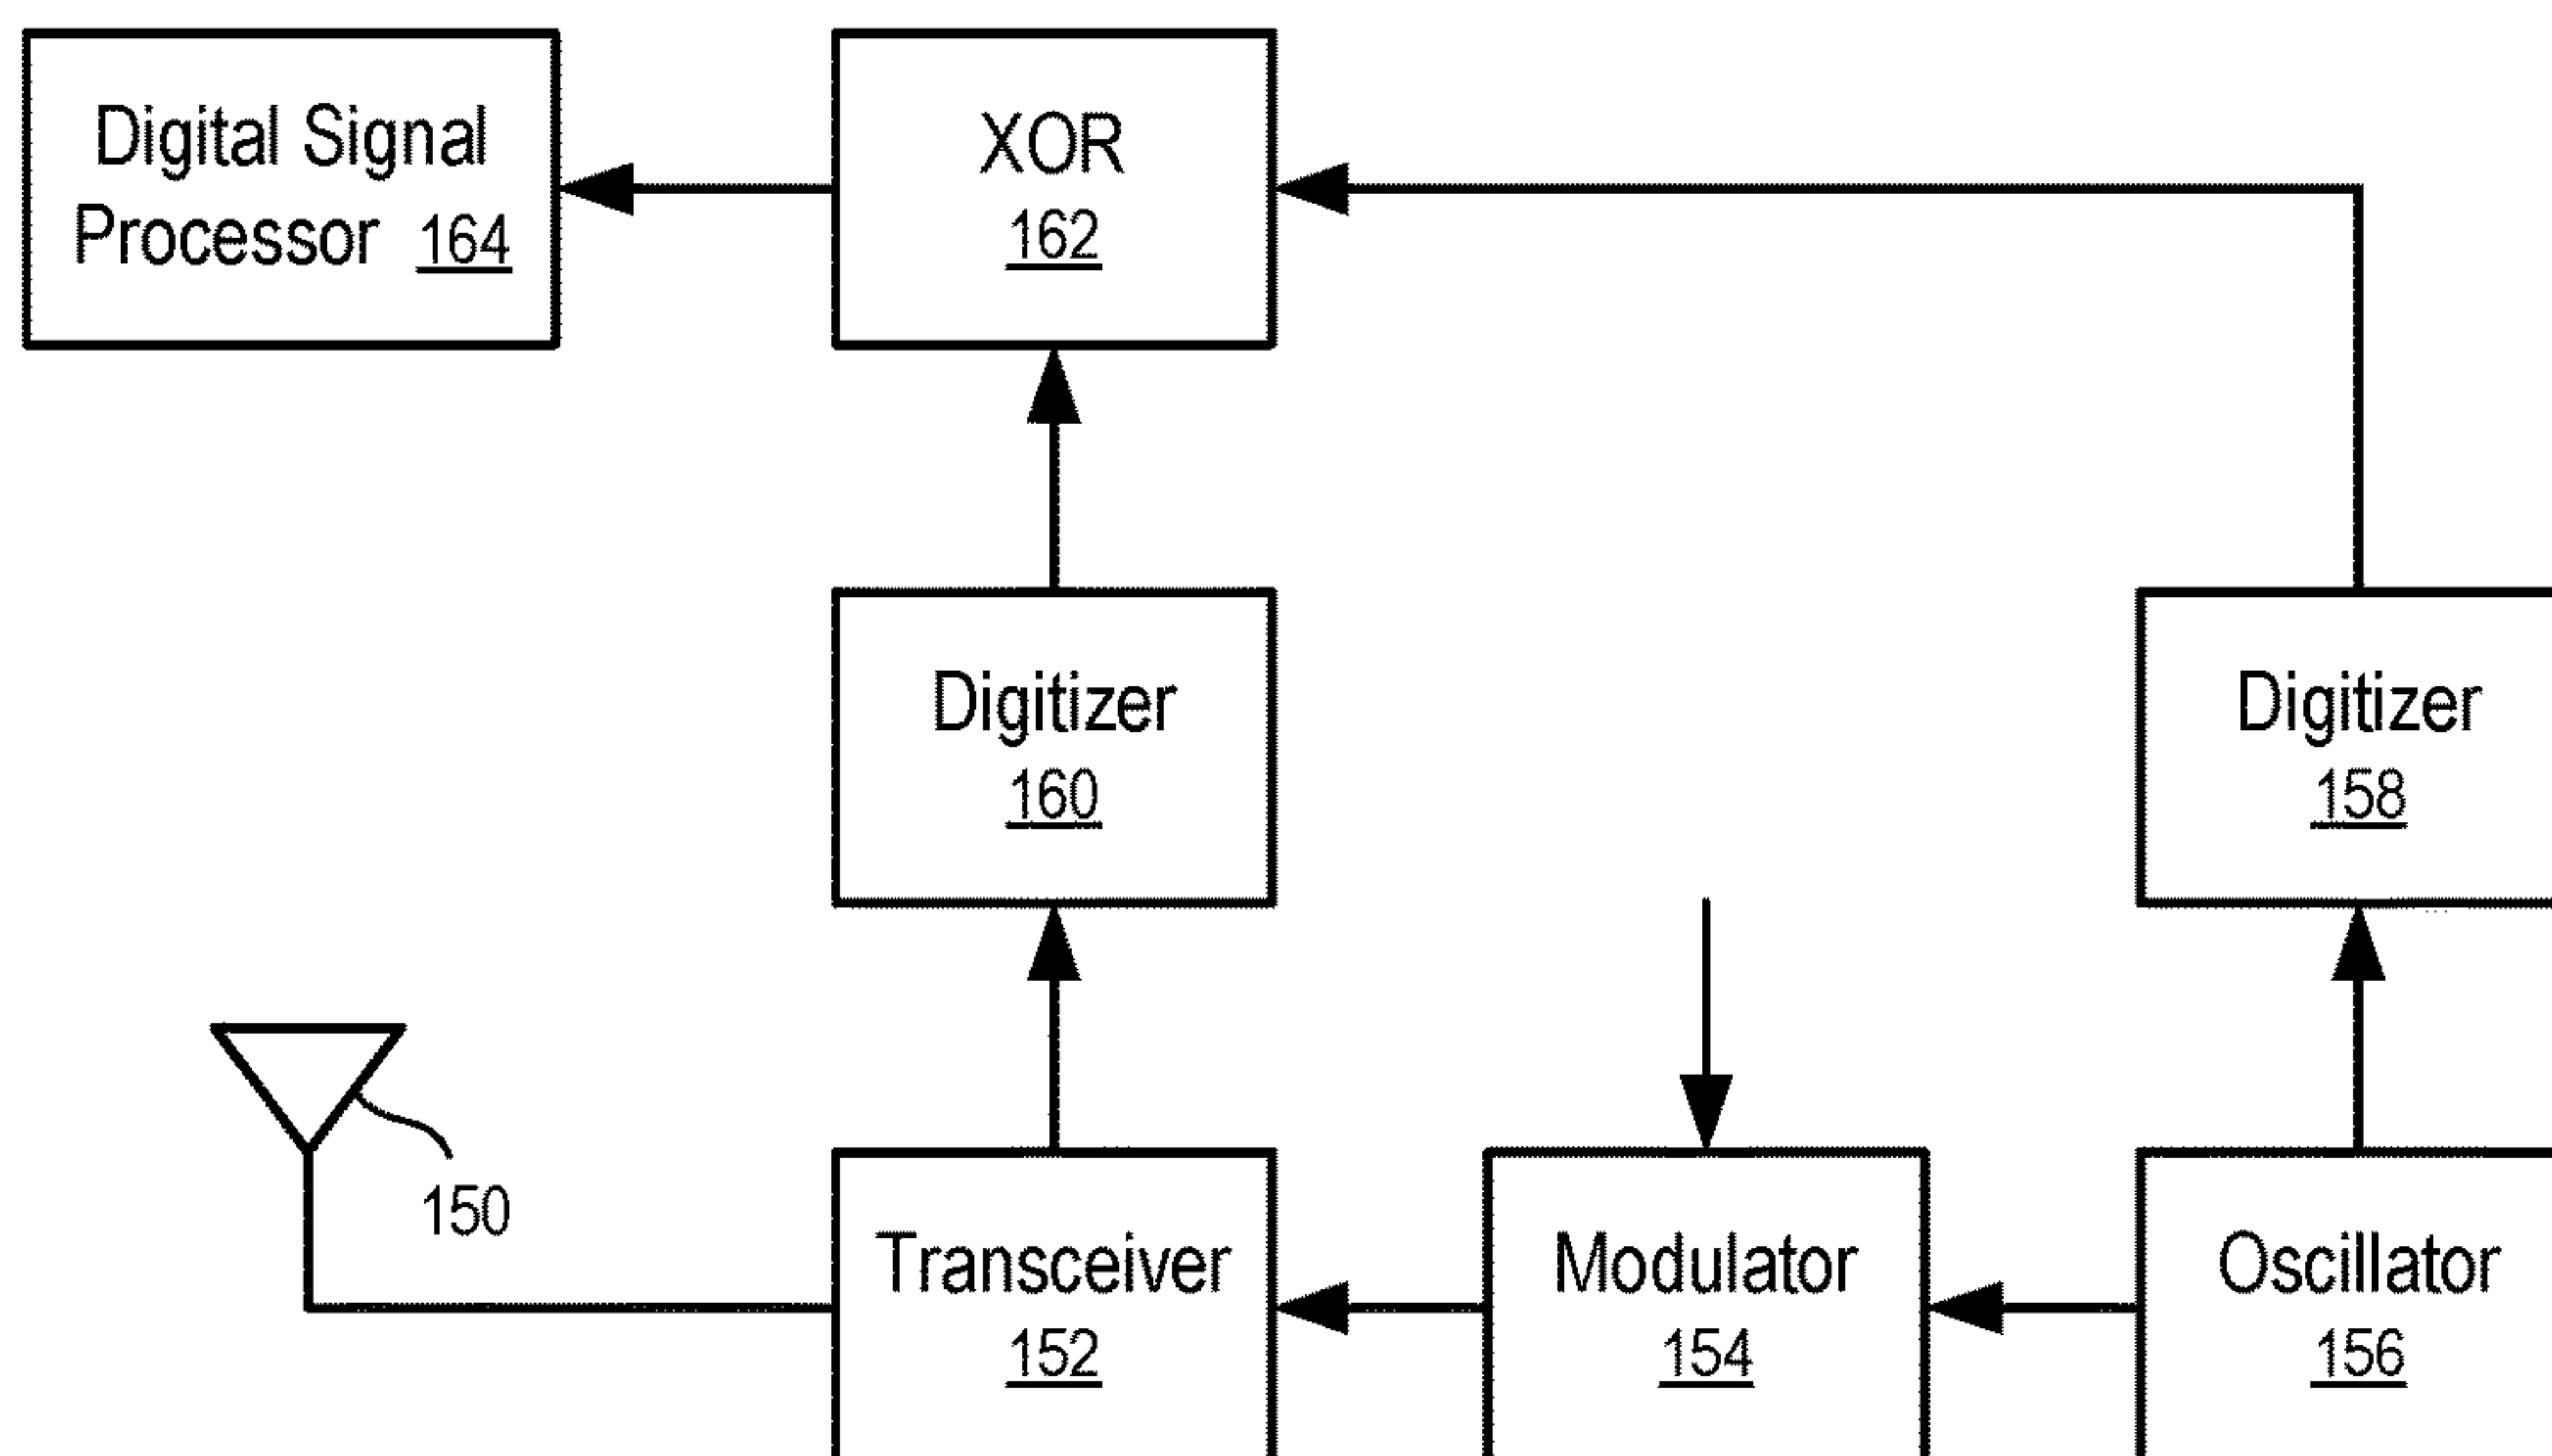 Digital Signal
Processor 164
XOR
162
Digitizer
160
Digitizer
158
150
Transceiver
152
Modulator
154
Oscillator
156